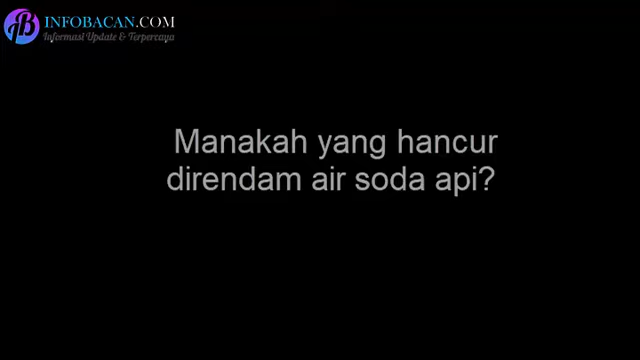 INFOBACAN.COM
Informasi Update & Terpercaya
Manakah yang hancur
direndam air soda api?